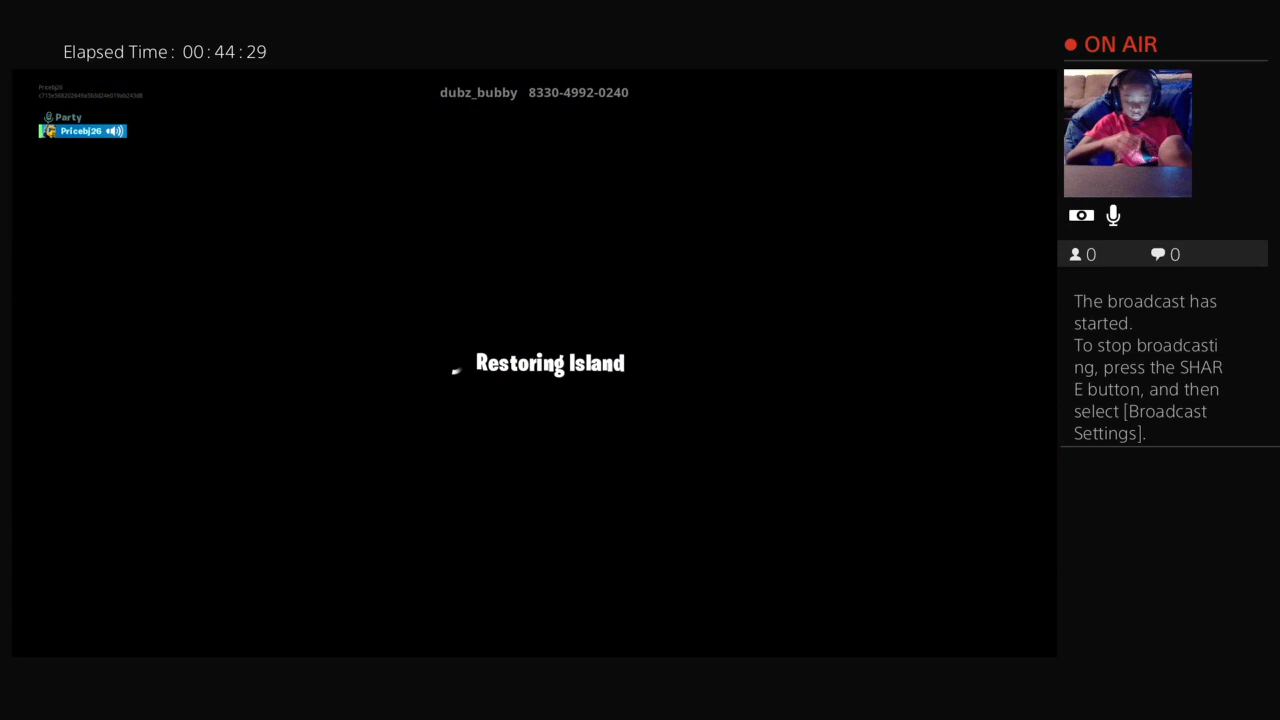 Elapsed Time: 00:44:29
ON AIR
Pricebj26
dubz_bubby 8330-4992-0240
Party
Pricebj26
0 0
The broadcast has
started.
To stop broadcasti
ng, press the SHAR
E button, and then
select [Broadcast
Settings].
Restoring Island